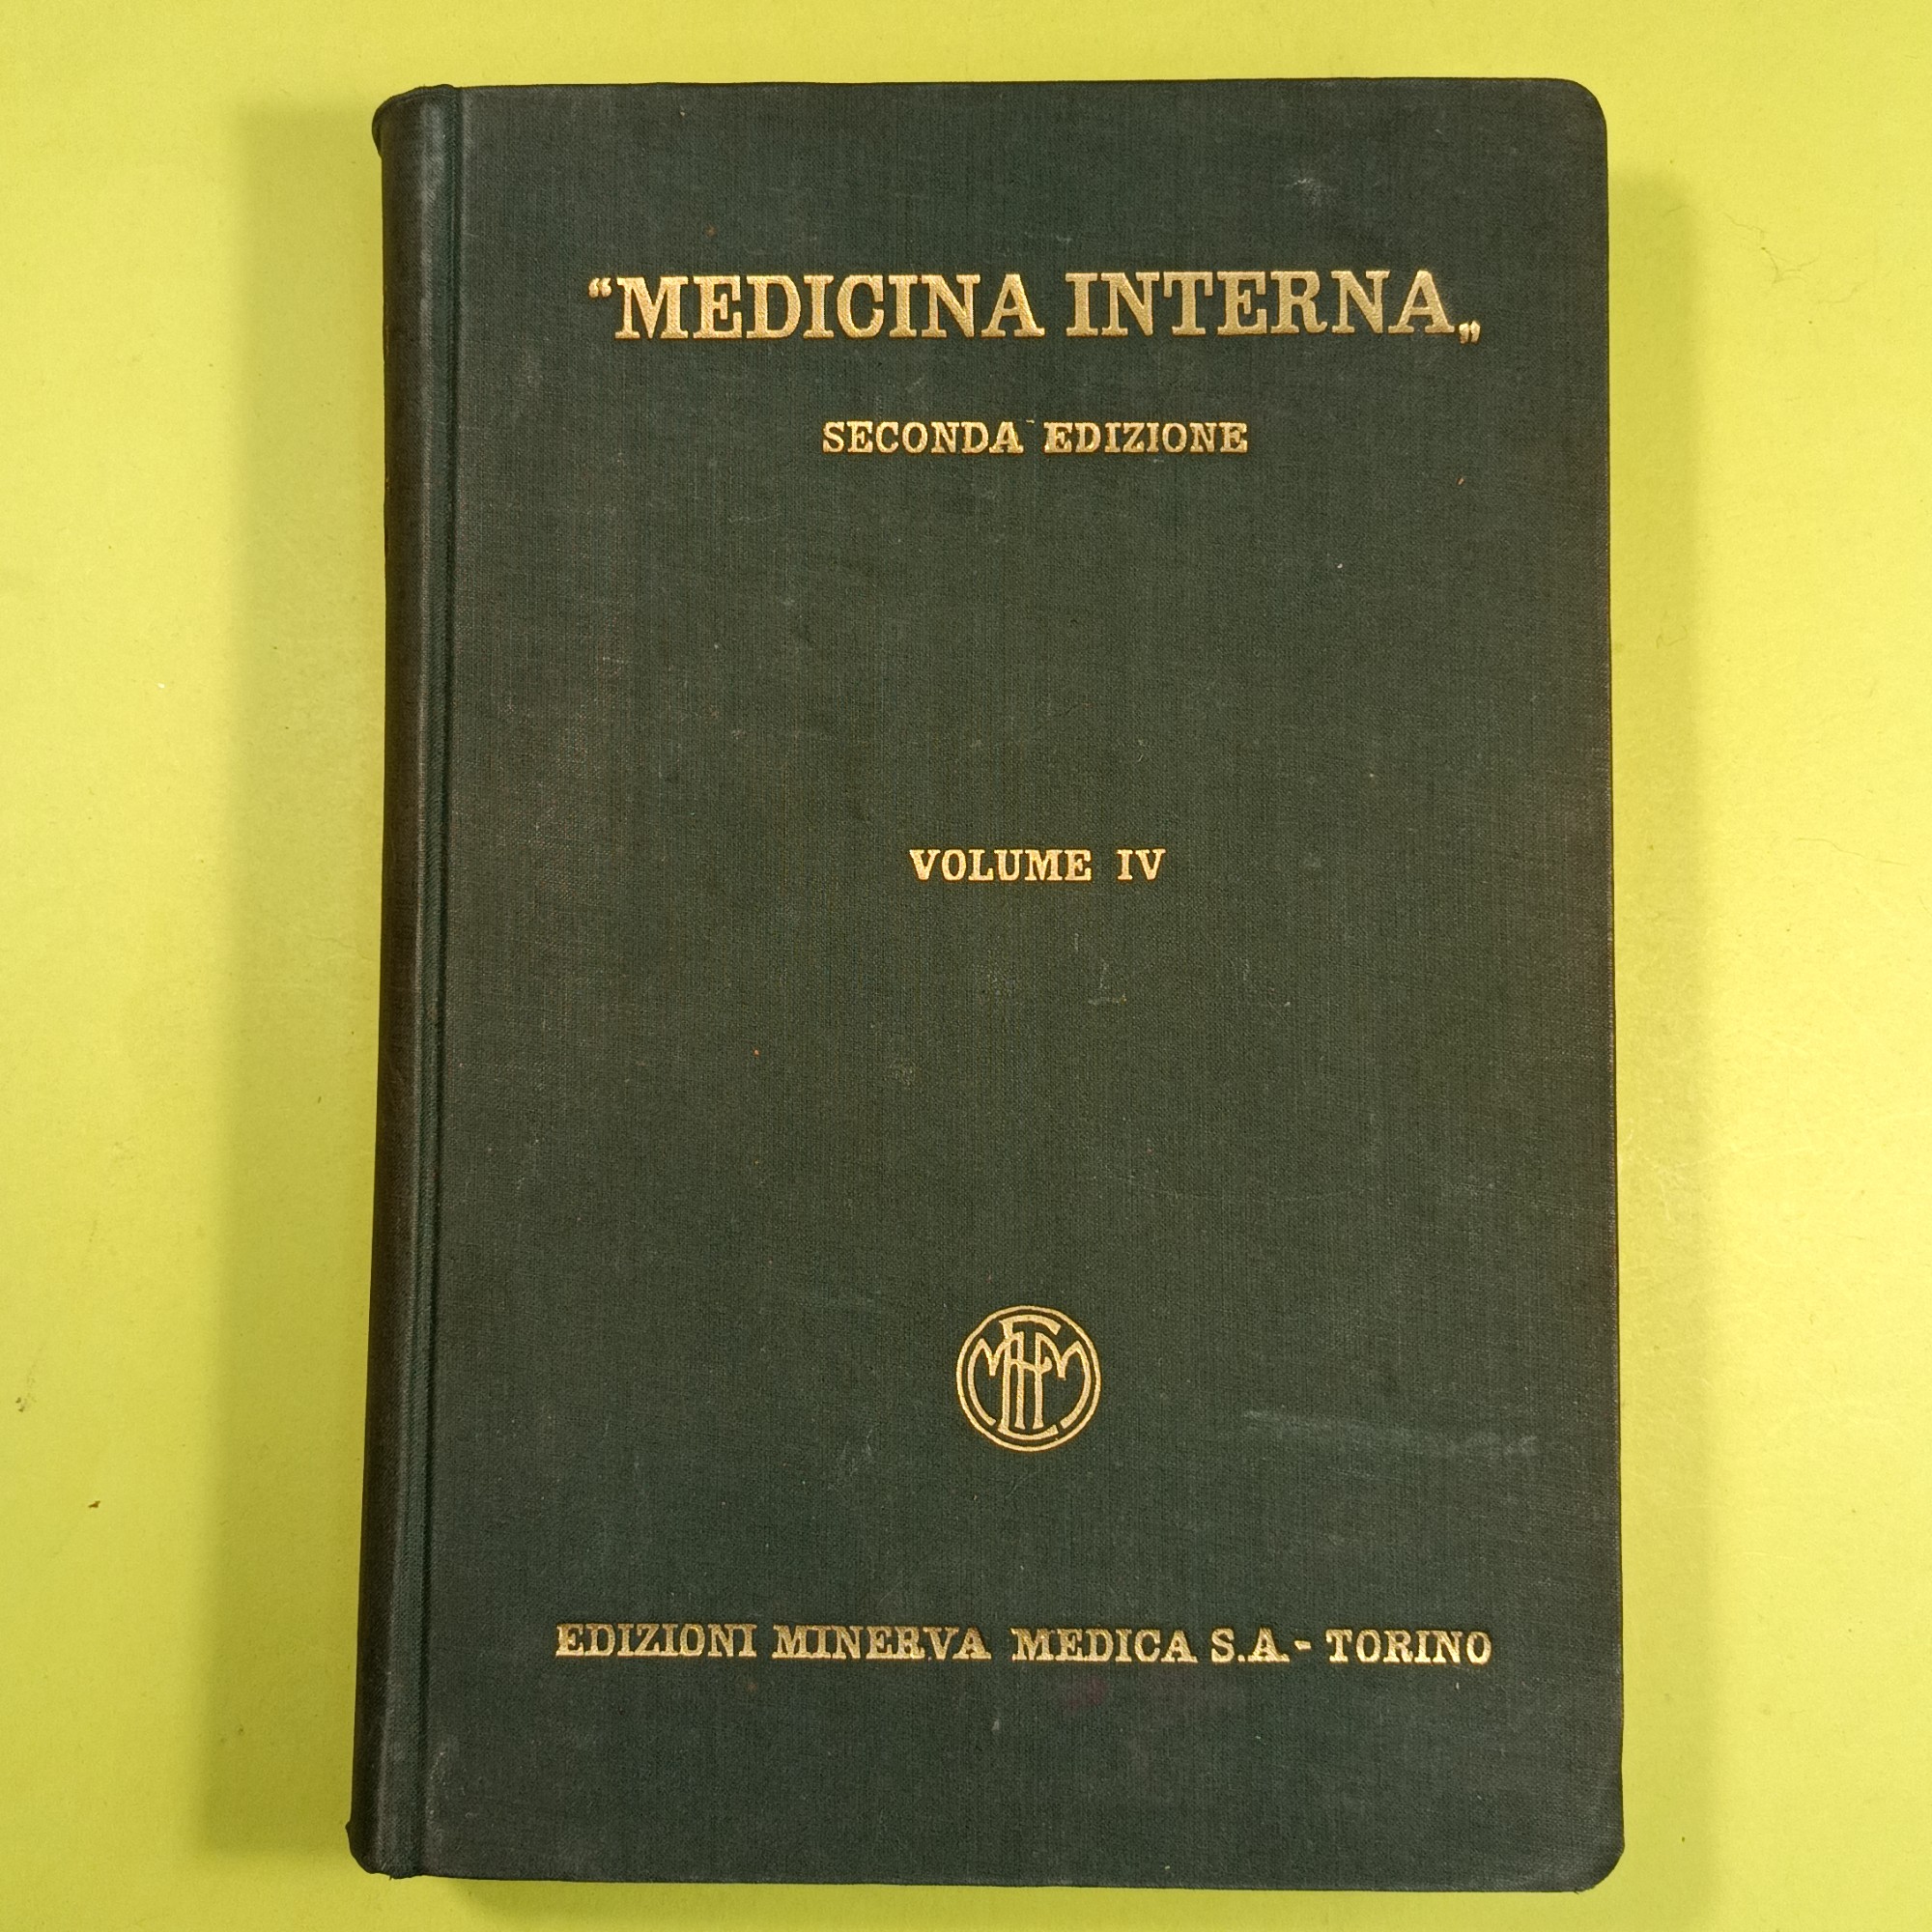 “MEDICINA INTERNA„
SECONDA EDIZIONE
VOLUME IV
EDIZIONI MINERVA MEDICA S.A. - TORINO